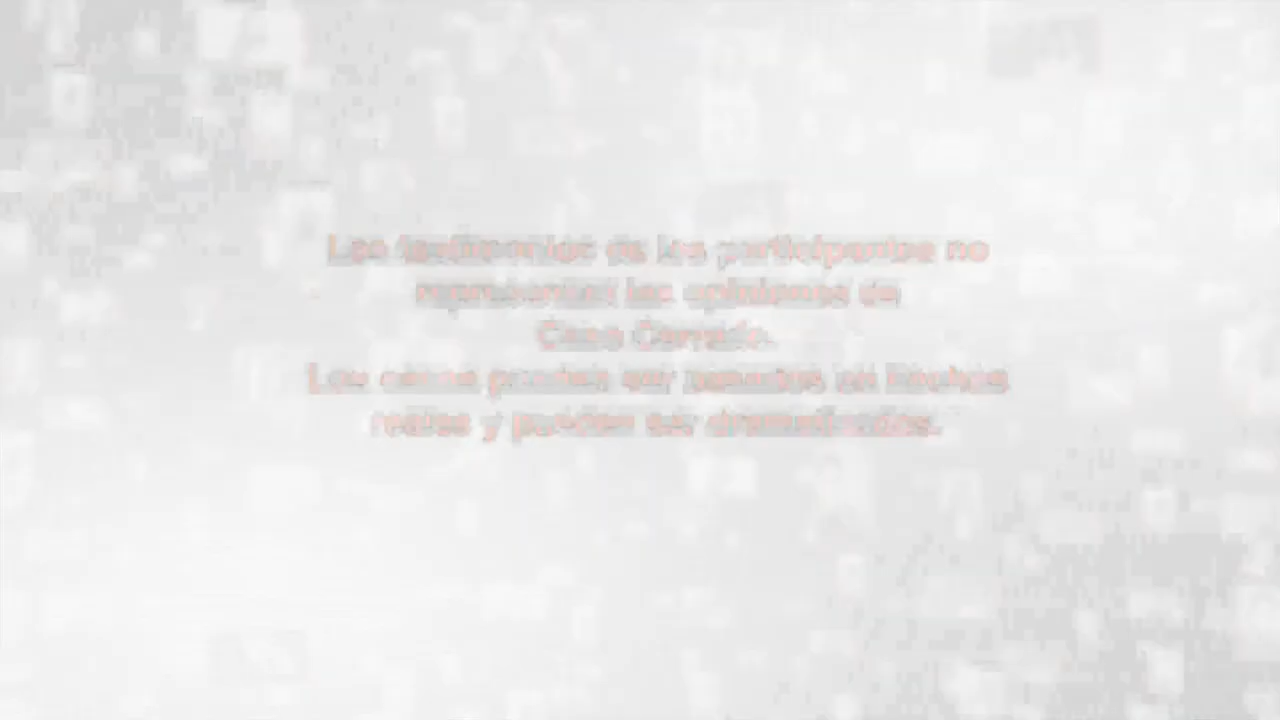 Los testimonios de los participantes no
representan las opiniones de
Caso Cerrado.
Los casos pueden ser basados en hechos
reales y pueden ser dramatizados.